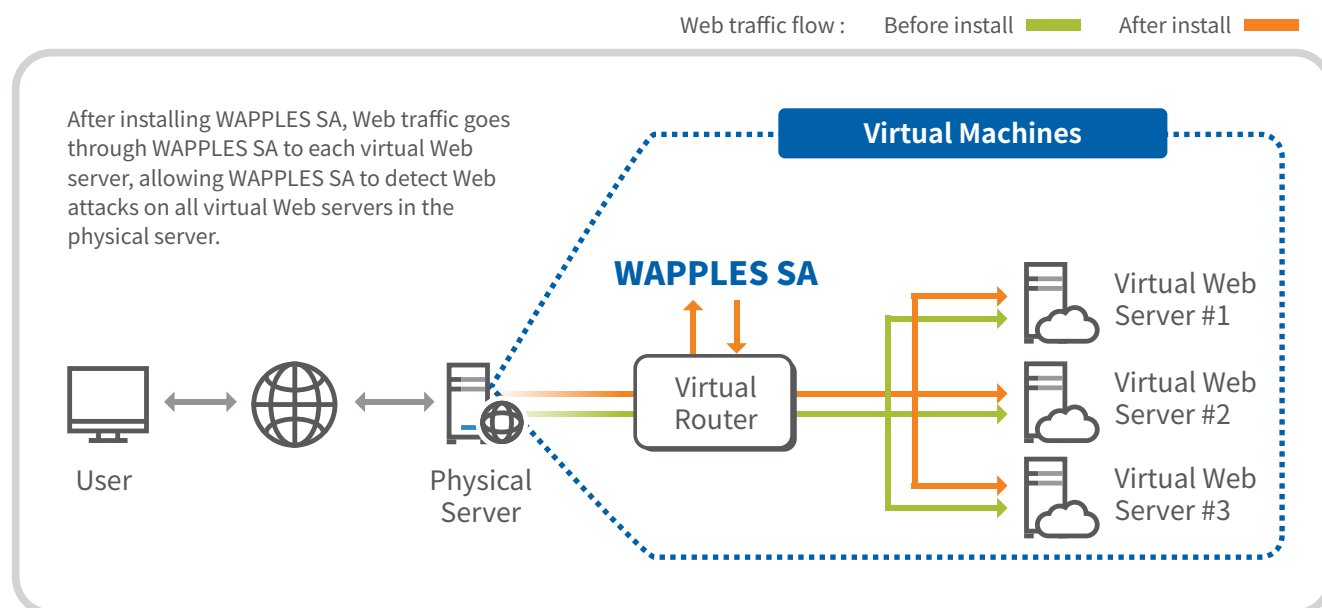 Web traffic flow : Before install After install
After installing WAPPLES SA, Web traffic goes
through WAPPLES SA to each virtual Web
server, allowing WAPPLES SA to detect Web
attacks on all virtual Web servers in the
physical server.
Virtual Machines
WAPPLES SA
User
Physical
Server
Virtual
Router
Virtual Web
Server #1
Virtual Web
Server #2
Virtual Web
Server #3